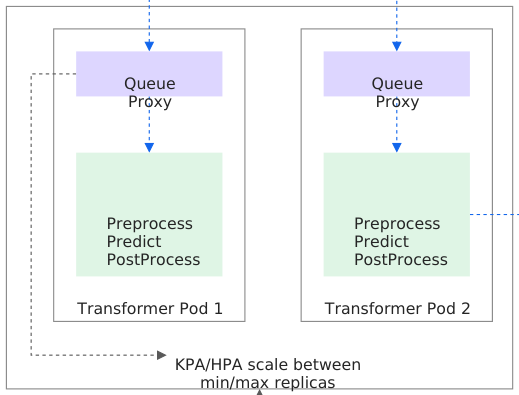 Queue
Proxy
Preprocess
Predict
PostProcess
Transformer Pod 1
Queue
Proxy
Preprocess
Predict
PostProcess
Transformer Pod 2
KPA/HPA scale between
min/max replicas